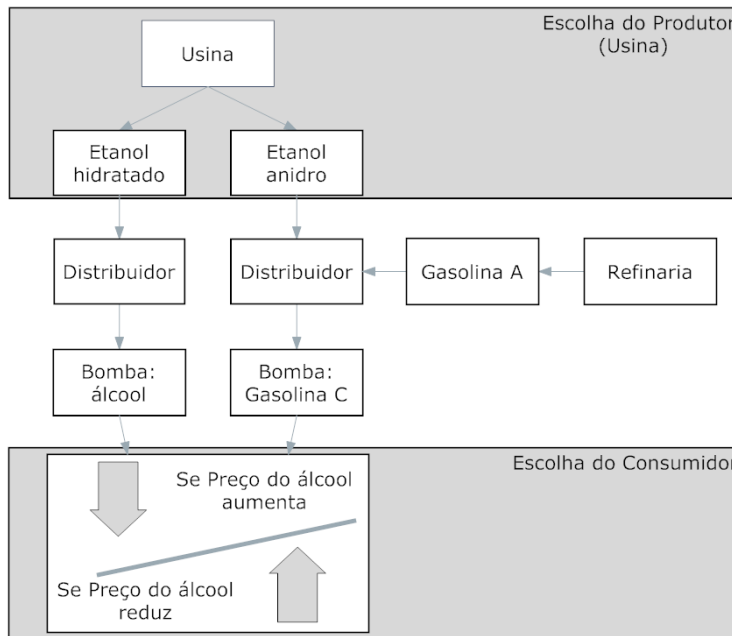 Escolha do Produtor
(Usina)
Usina
Etanol
hidratado
Etanol
anidro
Distribuidor
Distribuidor
Gasolina A
Refinaria
Bomba:
álcool
Bomba:
Gasolina C
Escolha do Consumidor
Se Preço do álcool
aumenta
Se Preço do álcool
reduz